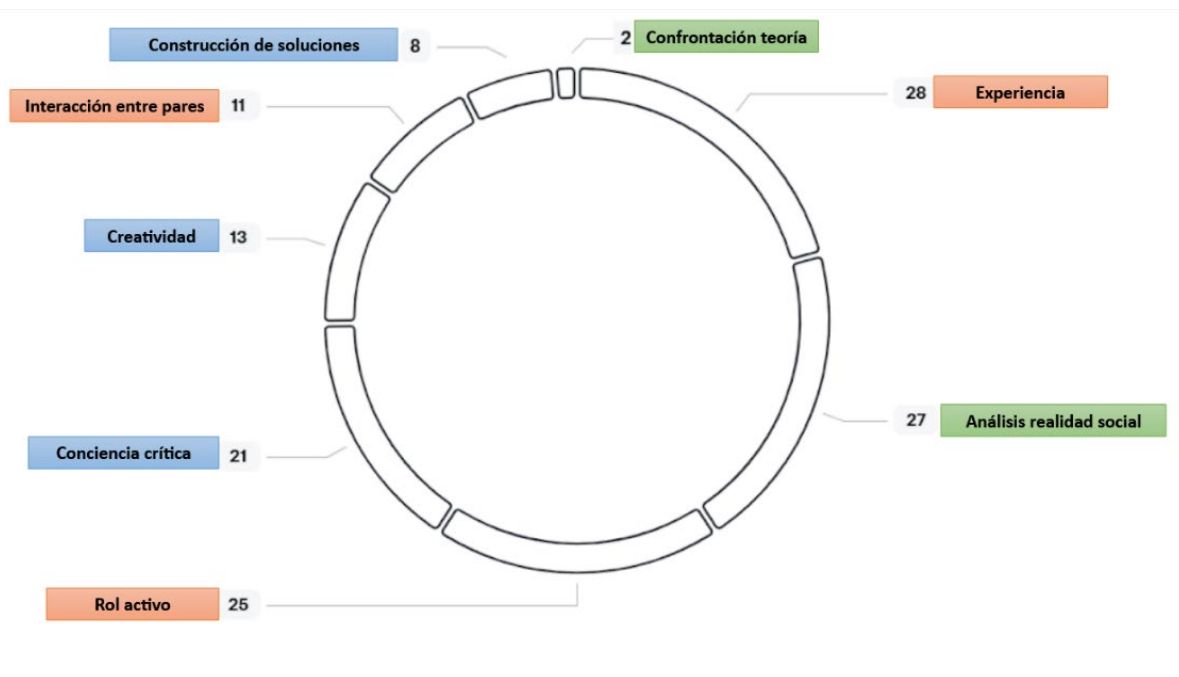 Construcción de soluciones 8
2 Confrontación teoría
Interacción entre pares 11
28 Experiencia
Creatividad 13
27 Análisis realidad social
Conciencia crítica 21
Rol activo 25